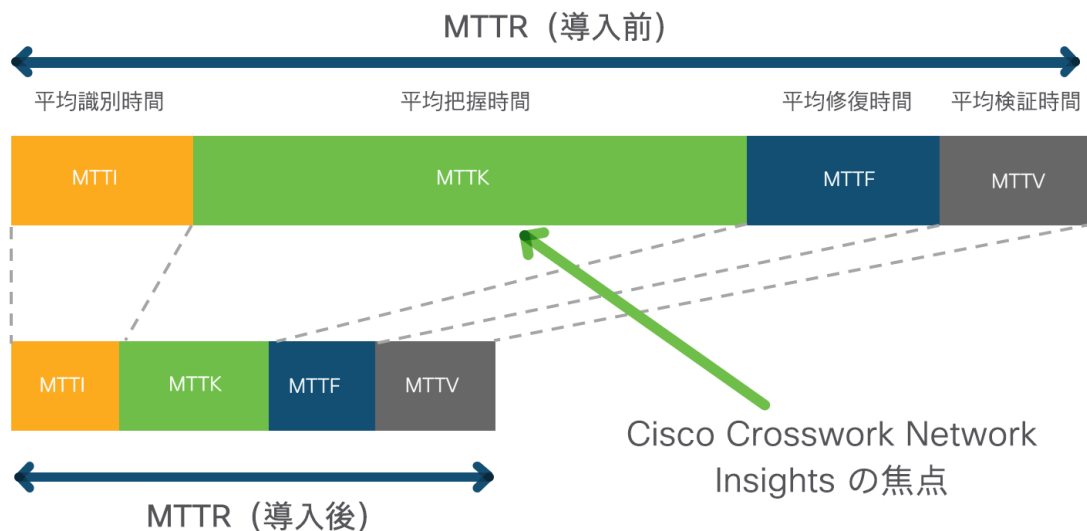 MTTR（導入前）
平均識別時間
平均把握時間
平均修復時間
平均検証時間
MTTI
MTTK
MTTF
MTTV
MTTI
MTTK
MTTF
MTTV
Cisco Crosswork Network
Insights の焦点
MTTR（導入後）